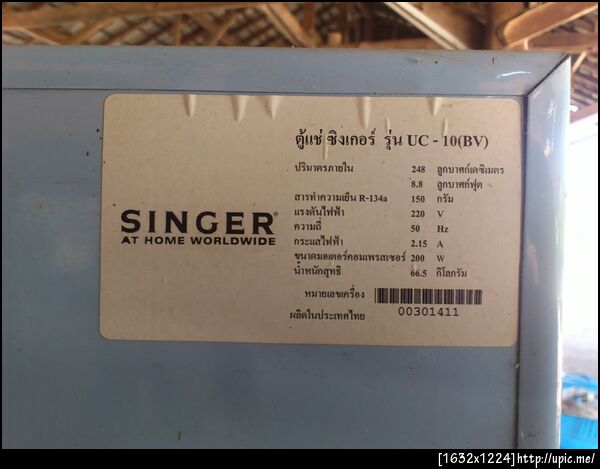 ตู้แช่ ซิงเกอร์ รุ่น UC - 10(BV)
ปริมาตรภายใน 248 ลูกบาศก์เดซิเมตร
8.8 ลูกบาศก์ฟุต
สารทำความเย็น R-134a 150 กรัม
แรงดันไฟฟ้า 220 V
ความถี่ 50 Hz
กระแสไฟฟ้า 2.15 A
ขนาดมอเตอร์คอมเพรสเซอร์ 200 W
น้ำหนักสุทธิ 66.5 กิโลกรัม
SINGER®
AT HOME WORLDWIDE
หมายเลขเครื่อง
00301411
ผลิตในประเทศไทย
[1632x1224]http://upic.me/